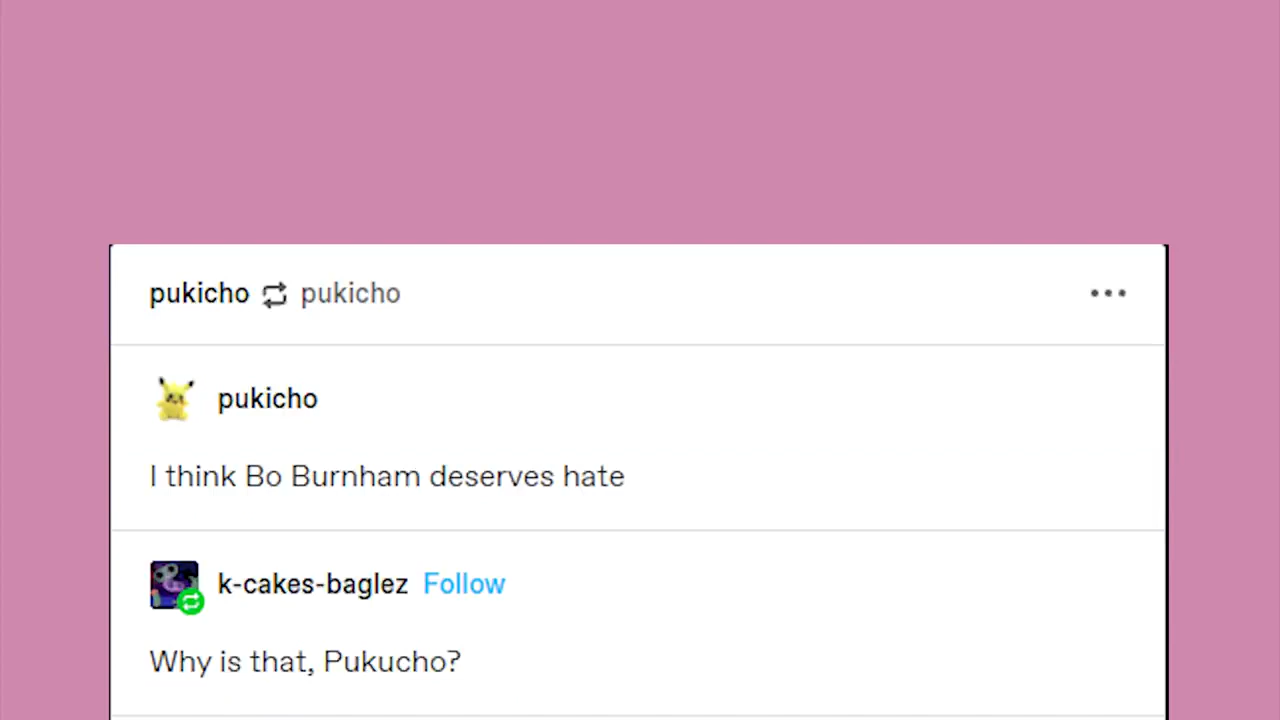 pukicho pukicho
pukicho
I think Bo Burnham deserves hate
k-cakes-baglez Follow
Why is that, Pukucho?